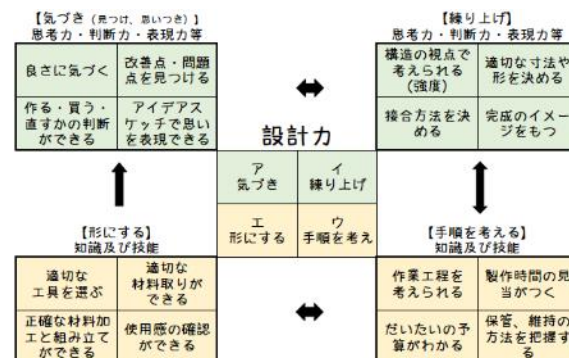 【気づき（見つけ、思いつき）】
思考力・判断力・表現力等
良さに気づく
改善点・問題
点を見つける
作る・買う・
直すかの判断
ができる
アイデアス
ケッチで思い
を表現できる
【練り上げ】
思考力・判断力・表現力等
構造の視点で
考えられる
(強度)
適切な寸法や
形を決める
接合方法を決
める
完成のイメー
ジをもつ
設計力
ア
気づき
イ
練り上げ
エ
形にする
ウ
手順を考え
【形にする】
知識及び技能
適切な
工具を選ぶ
適切な
材料取りが
できる
正確な材料加
工と組み立て
ができる
使用感の確認
ができる
【手順を考える】
知識及び技能
作業工程を
考えられる
製作時間の見
当がつく
だいたいの予
算がわかる
保管、維持の
方法を把握す
る